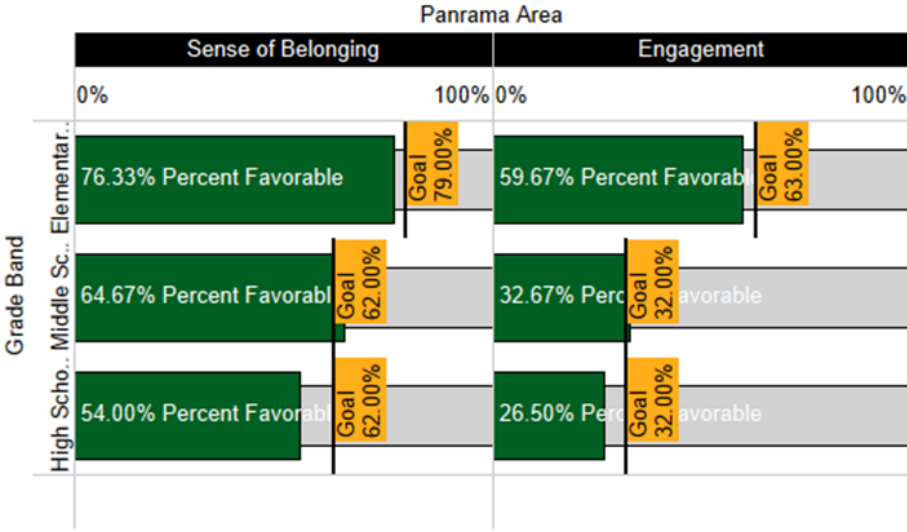 Panrama Area
Sense of Belonging Engagement
0% 100% 0% 100%
Grade Band
Elementar..
76.33% Percent Favorable
Goal
79.00%
59.67% Percent Favorabl
Goal
63.00%
Middle Sc..
64.67% Percent Favorabl
Goal
62.00%
32.67% Perc avorable
Goal
32.00%
High Scho..
54.00% Percent Favorabl
Goal
62.00%
26.50% Perc avorable
Goal
32.00%